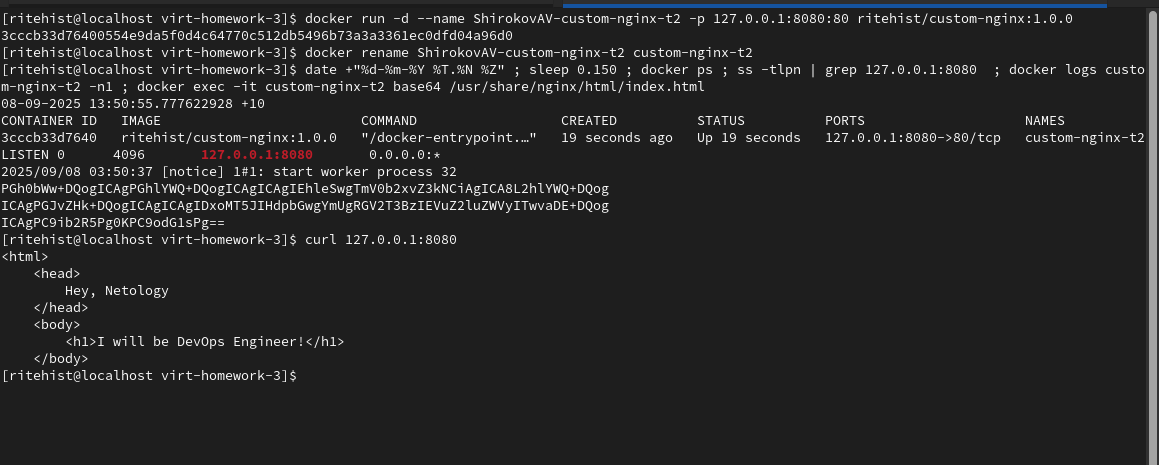 [ritehist@localhost virt-homework-3]$ docker run -d --name ShirokovAV-custom-nginx-t2 -p 127.0.0.1:8080:80 ritehist/custom-nginx:1.0.0
3cccb33d76400554e9da5f0d4c64770c512db5496b73a3a3361ec0dfd04a96d0
[ritehist@localhost virt-homework-3]$ docker rename ShirokovAV-custom-nginx-t2 custom-nginx-t2
[ritehist@localhost virt-homework-3]$ date +"%d-%m-%Y %T.%N %Z" ; sleep 0.150 ; docker ps ; ss -tlpn | grep 127.0.0.1:8080  ; docker logs custo
m-nginx-t2 -n1 ; docker exec -it custom-nginx-t2 base64 /usr/share/nginx/html/index.html
08-09-2025 13:50:55.777622928 +10
CONTAINER ID   IMAGE                         COMMAND                  CREATED          STATUS          PORTS                    NAMES
3cccb33d7640   ritehist/custom-nginx:1.0.0   "/docker-entrypoint.…"   19 seconds ago   Up 19 seconds   127.0.0.1:8080->80/tcp   custom-nginx-t2
LISTEN 0      4096       127.0.0.1:8080       0.0.0.0:*
2025/09/08 03:50:37 [notice] 1#1: start worker process 32
PGh0bWw+DQogICAgPGhlYWQ+DQogICAgICAgIEhleSwgTmV0b2xvZ3kNCiAgICA8L2hlYWQ+DQog
ICAgPGJvZHk+DQogICAgICAgIDxoMT5JIHdpbGwgYmUgRGV2T3BzIEVuZ2luZWVyITwvaDE+DQog
ICAgPC9ib2R5Pg0KPC9odG1sPg==
[ritehist@localhost virt-homework-3]$ curl 127.0.0.1:8080
<html>
    <head>
        Hey, Netology
    </head>
    <body>
        <h1>I will be DevOps Engineer!</h1>
    </body>
[ritehist@localhost virt-homework-3]$